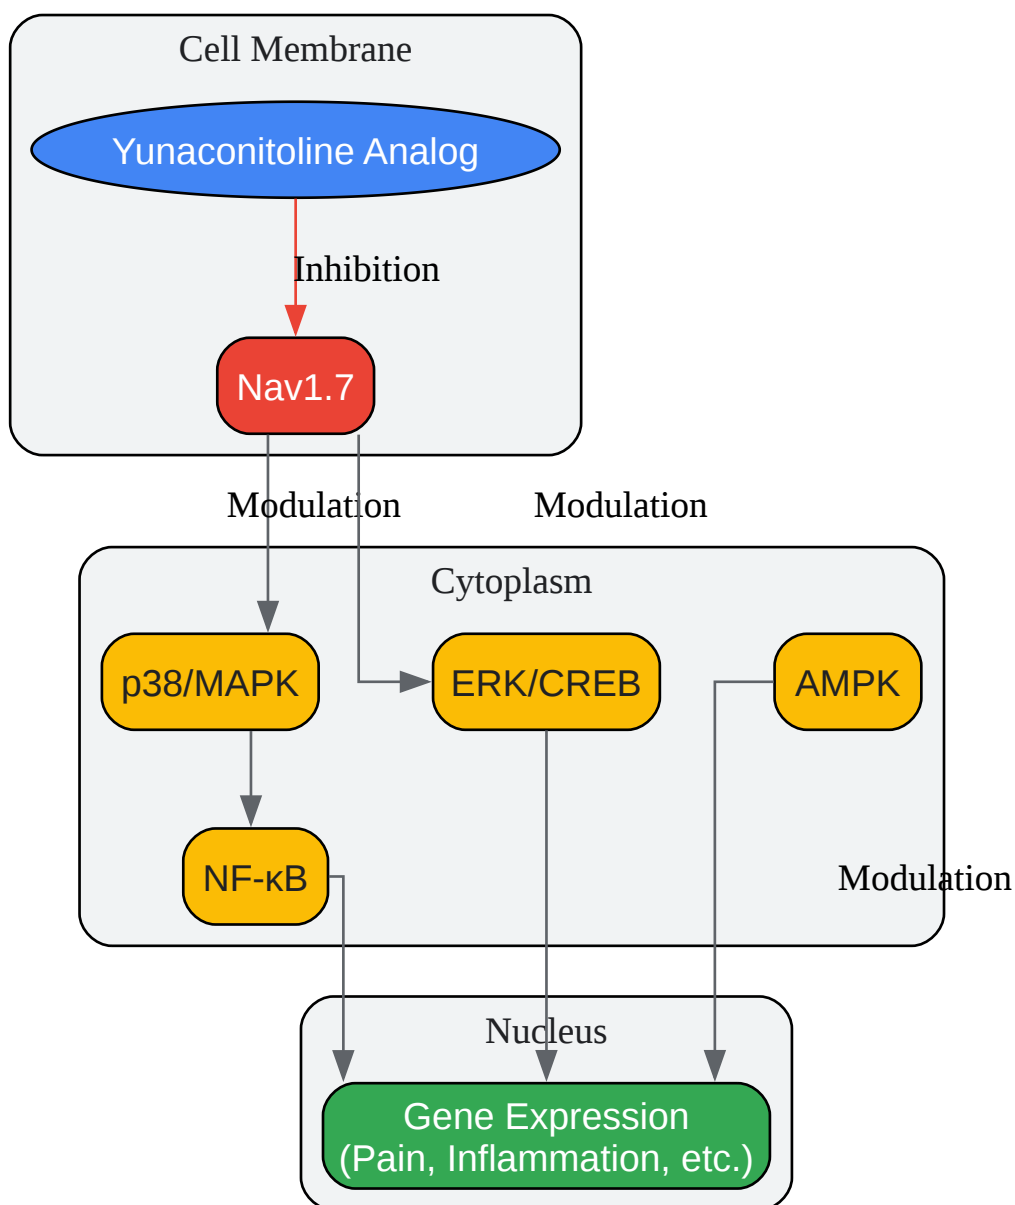 Cell Membrane
Yunaconitoline Analog
Inhibition
Nav1.7
Modulation
Modulation
Cytoplasm
p38/MAPK
ERK/CREB
AMPK
NF-κB
Modulation
Nucleus
Gene Expression
(Pain, Inflammation, etc.)